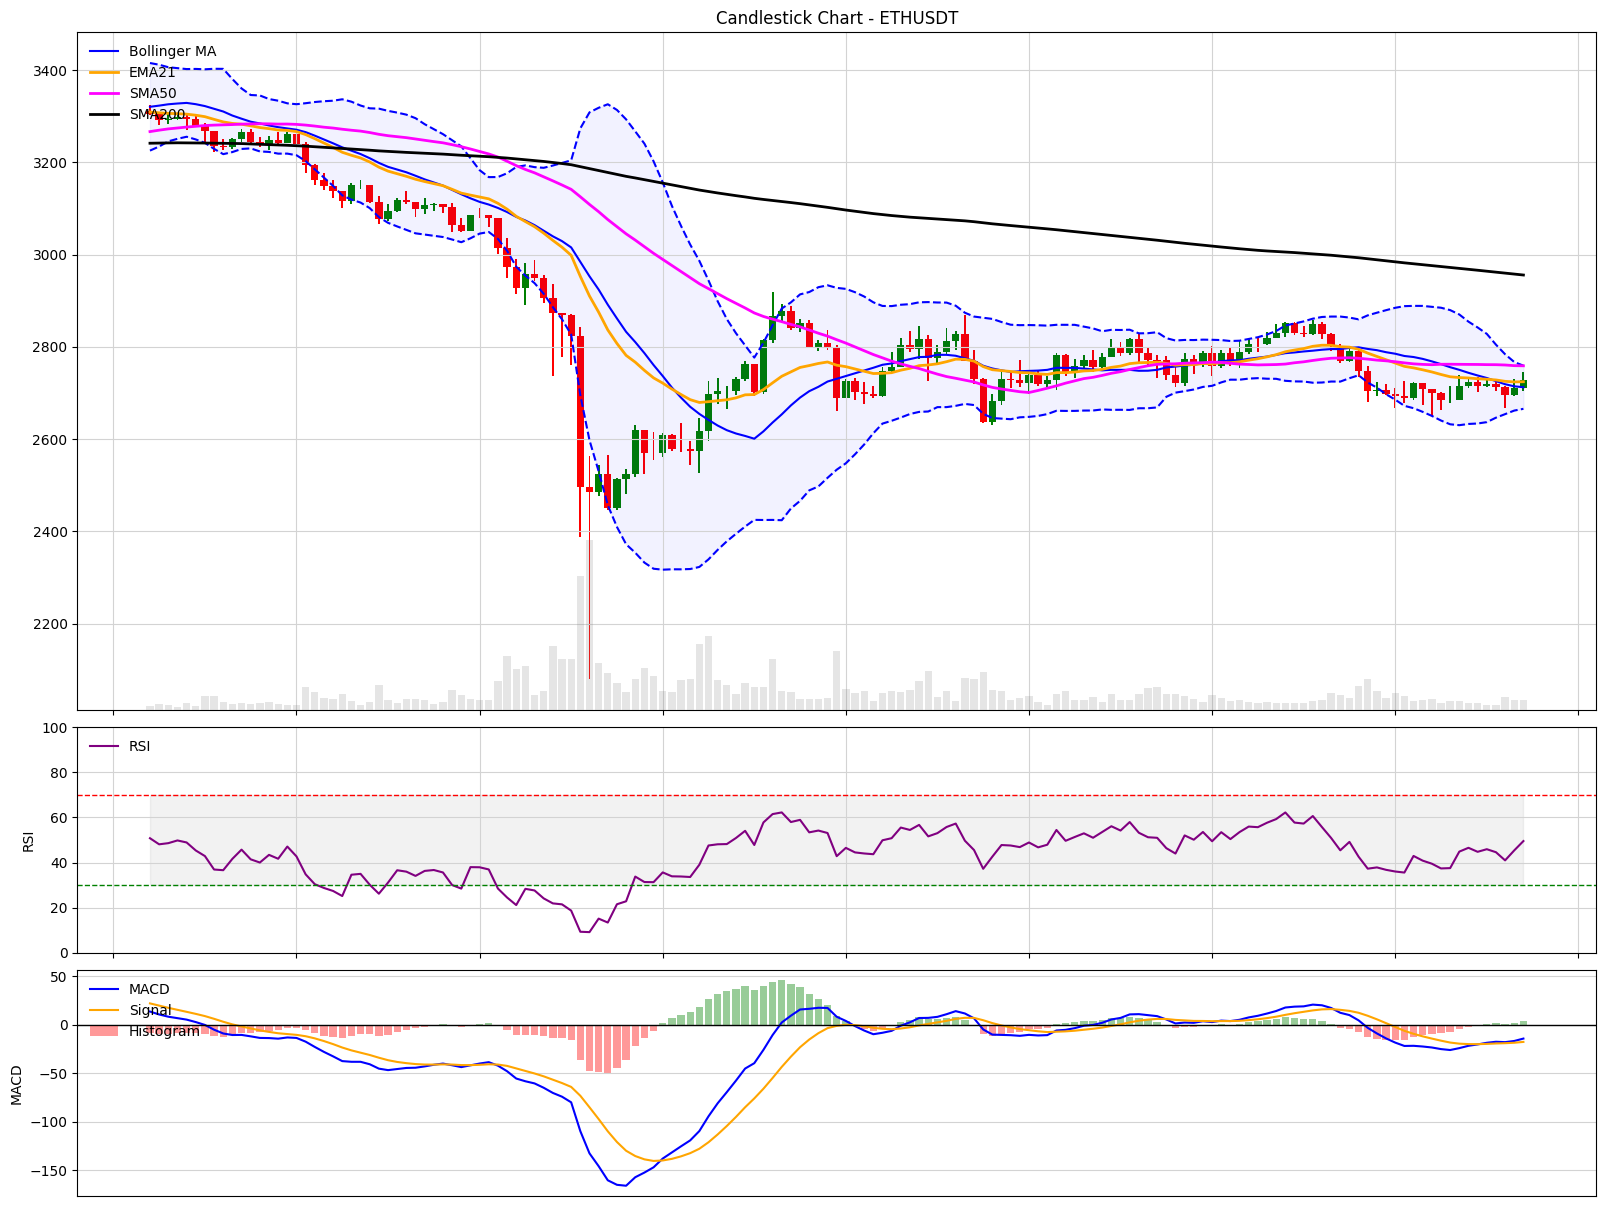 Candlestick Chart - ETHUSDT
Bollinger MA
EMA21
SMA50
SMA200
3400
3200
3000
2800
2600
2400
2200
RSI
100
80
60
40
20
0
RSI
MACD
Signal
Histogram
50
0
−50
−100
−150
MACD